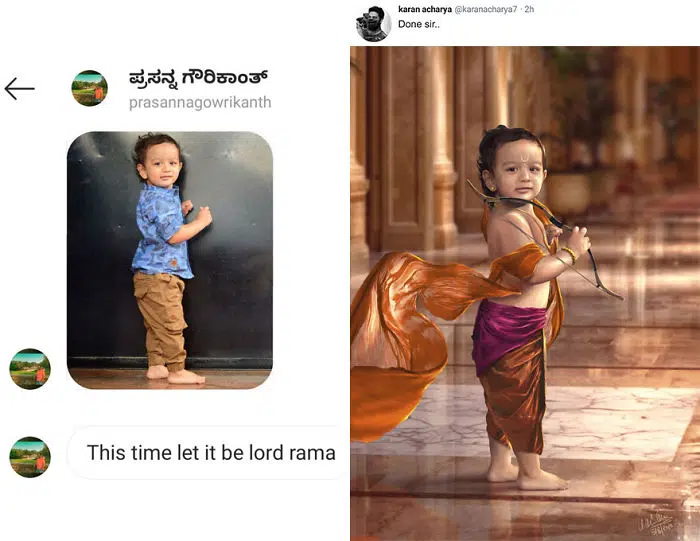 ಪ್ರಸನ್ನ ಗೌರಿಕಾಂತ್
prasannagowrikanth
This time let it be lord rama
karan acharya @karanacharya7 · 2h
Done sir..